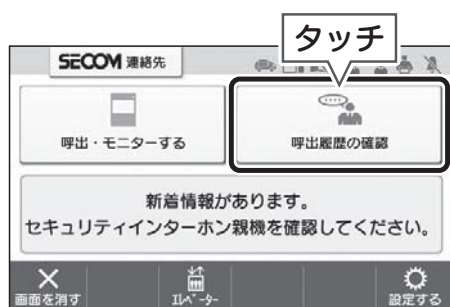 タッチ
SECOM 連絡先
呼出・モニターする
呼出履歴の確認
新着情報があります。
セキュリティインターホン親機を確認してください。
画面を消す
ｴﾚﾍﾞｰﾀｰ
設定する